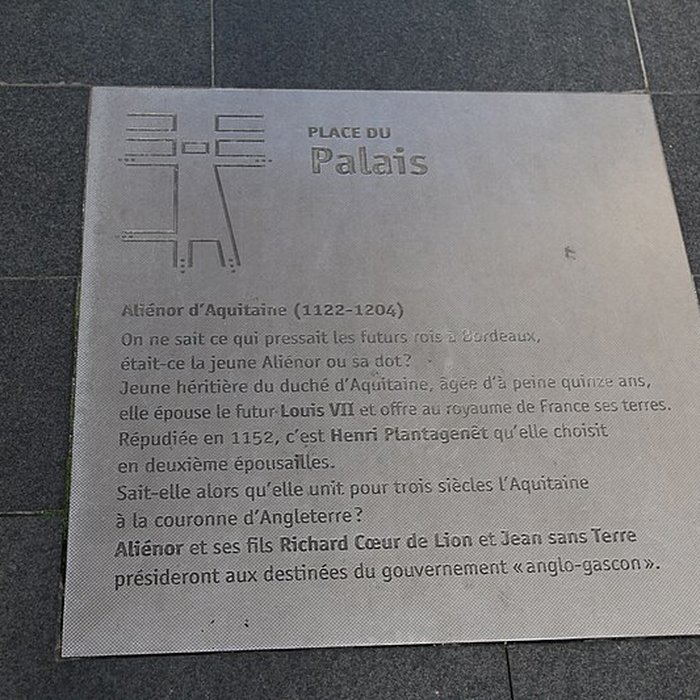 PLACE DU
Palais
Aliénor d'Aquitaine (1122-1204)
On ne sait ce qui pressait les futurs rois à Bordeaux,
était-ce la jeune Aliénor ou sa dot?
Jeune héritière du duché d'Aquitaine, âgée d'à peine quinze ans,
elle épouse le futur Louis VII et offre au royaume de France ses terres.
Répudiée en 1152, c'est Henri Plantagenêt qu'elle choisit
en deuxième épousailles.
Sait-elle alors qu'elle unit pour trois siècles l'Aquitaine
à la couronne d'Angleterre?
Aliénor et ses fils Richard Cœur de Lion et Jean sans Terre
présideront aux destinées du gouvernement «anglo-gascon».